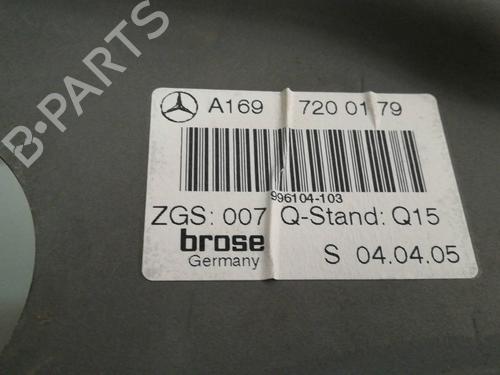 A169 720 01 79
996104-103
ZGS: 007 Q-Stand: Q15
brose
Germany S 04.04.05
B-PARTS